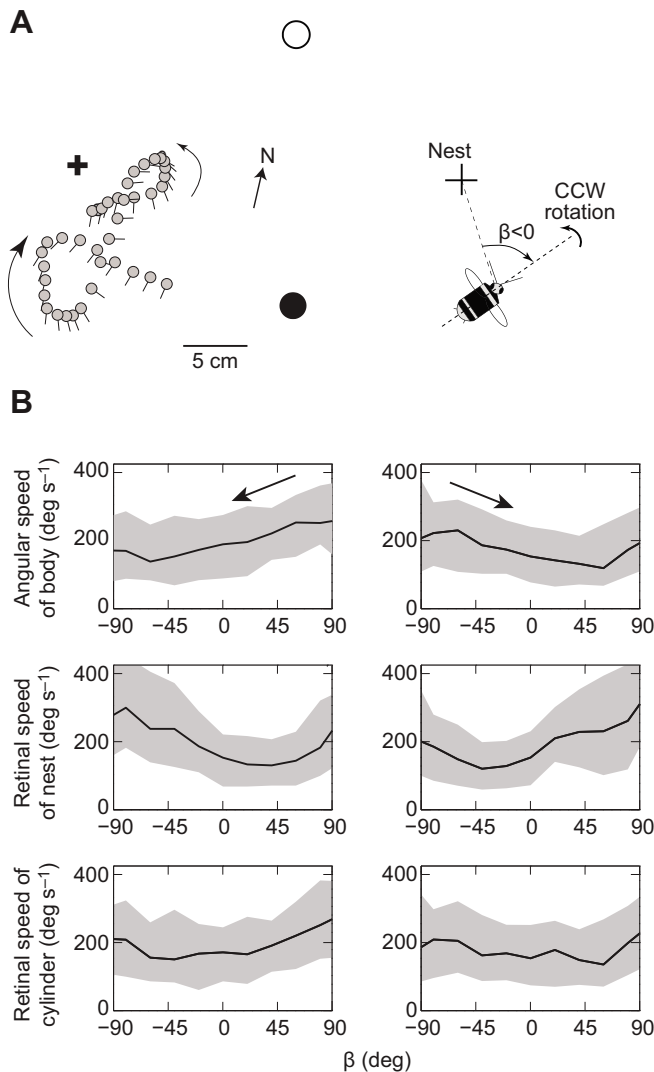 A
N
Nest
CCW
rotation
β<0
5 cm
B
Angular speed
of body (deg s–1)
400
200
0
–90 –45 0 45 90
400
200
0
–90 –45 0 45 90
Retinal speed
of nest (deg s–1)
400
200
0
–90 –45 0 45 90
400
200
0
–90 –45 0 45 90
Retinal speed of
cylinder (deg s–1)
400
200
0
–90 –45 0 45 90
400
200
0
–90 –45 0 45 90
β (deg)